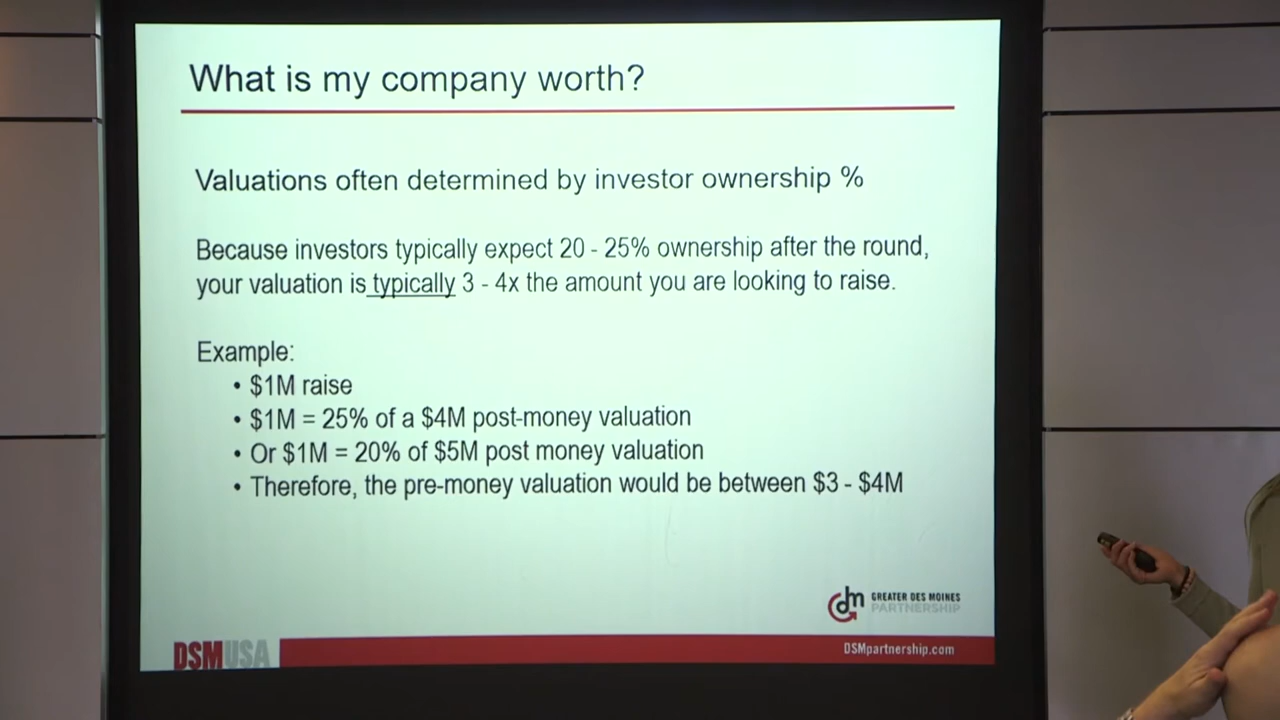 What is my company worth?
Valuations often determined by investor ownership %
Because investors typically expect 20 - 25% ownership after the round,
your valuation is typically 3 - 4x the amount you are looking to raise.
Example:
• $1M raise
• $1M = 25% of a $4M post-money valuation
• Or $1M = 20% of $5M post money valuation
• Therefore, the pre-money valuation would be between $3 - $4M
dm GREATER DES MOINES
PARTNERSHIP
DSMUSA
DSMpartnership.com